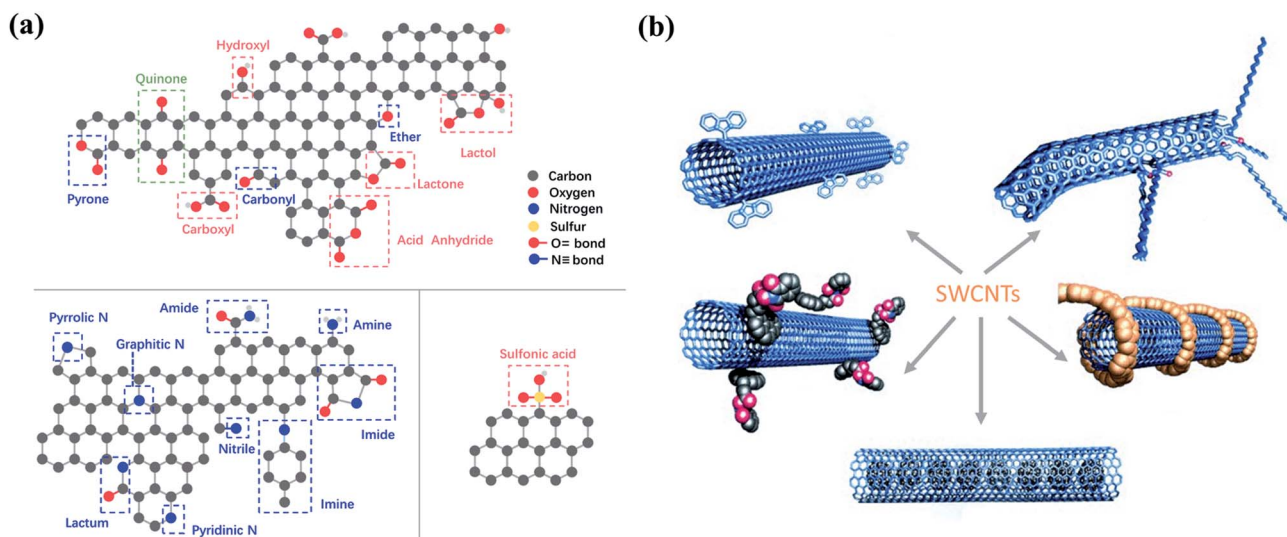 (a)
Hydroxyl
Quinone
Ether
Lactol
Lactone
Pyrone
Carbonyl
Carboxyl
Acid Anhydride
Carbon
Oxygen
Nitrogen
Sulfur
O= bond
N≡ bond
Amide
Pyrrolic N
Graphitic N
Amine
Imide
Nitrile
Imine
Lactum
Pyridinic N
Sulfonic acid
(b)
SWCNTs